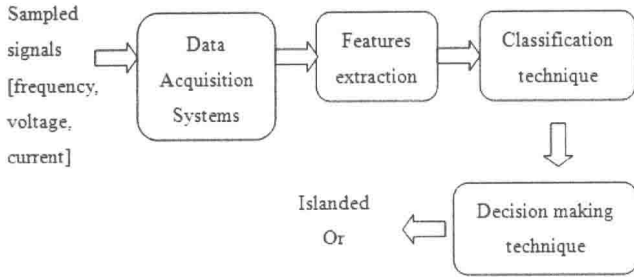 Sampled
signals
[frequency,
voltage,
current]
Data
Acquisition
Systems
Features
extraction
Classification
technique
Decision making
technique
Islanded
Or